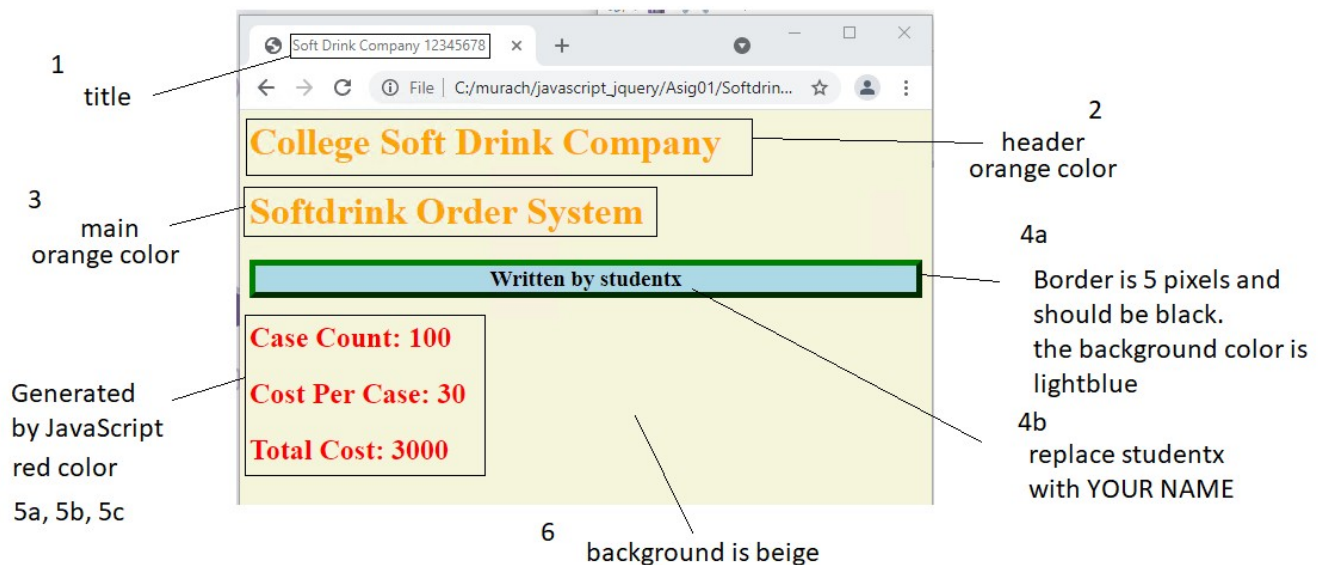 Soft Drink Company 12345678
1
title
File
C:/murach/javascript_jquery/Asig01/Softdrin...
2
header
orange color
College Soft Drink Company
3
main
orange color
Softdrink Order System
4a
Border is 5 pixels and
should be black.
the background color is
lightblue
Written by studentx
Case Count: 100
Cost Per Case: 30
Total Cost: 3000
Generated
by JavaScript
red color
5a, 5b, 5c
4b
replace studentx
with YOUR NAME
6
background is beige